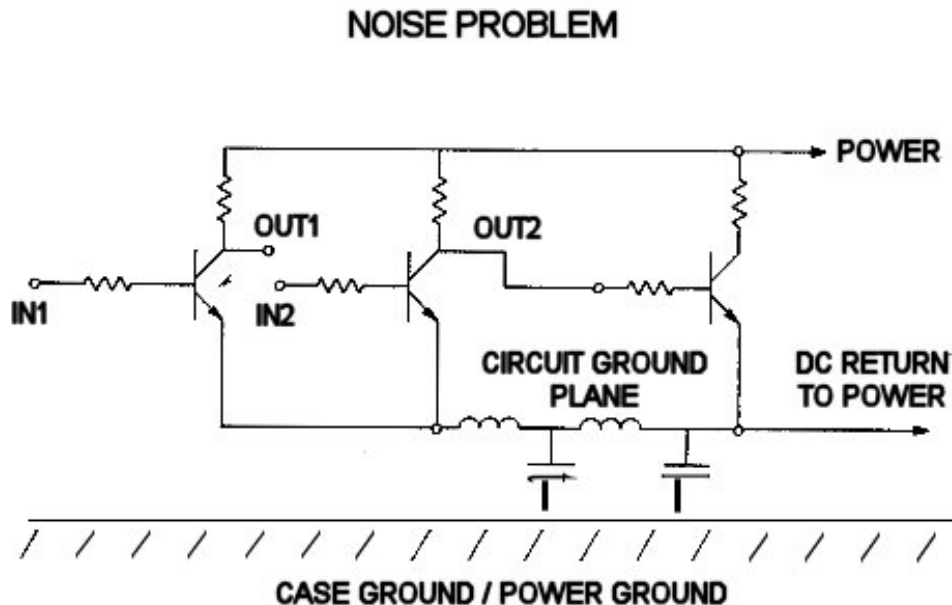 NOISE PROBLEM
POWER
OUT1
OUT2
IN1
IN2
CIRCUIT GROUND
PLANE
DC RETURN
TO POWER
CASE GROUND / POWER GROUND